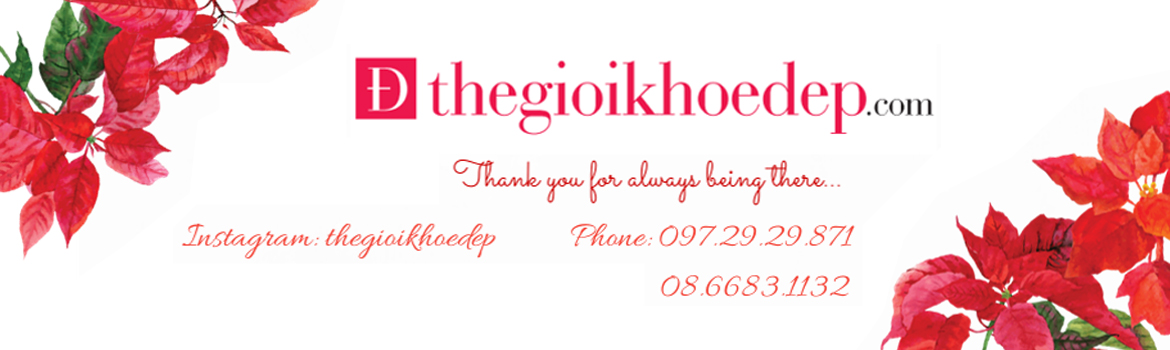 Đ thegioikhoedep.com
Thank you for always being there...
Instagram: thegioikhoedep Phone: 097.29.29.871
08.6683.1132